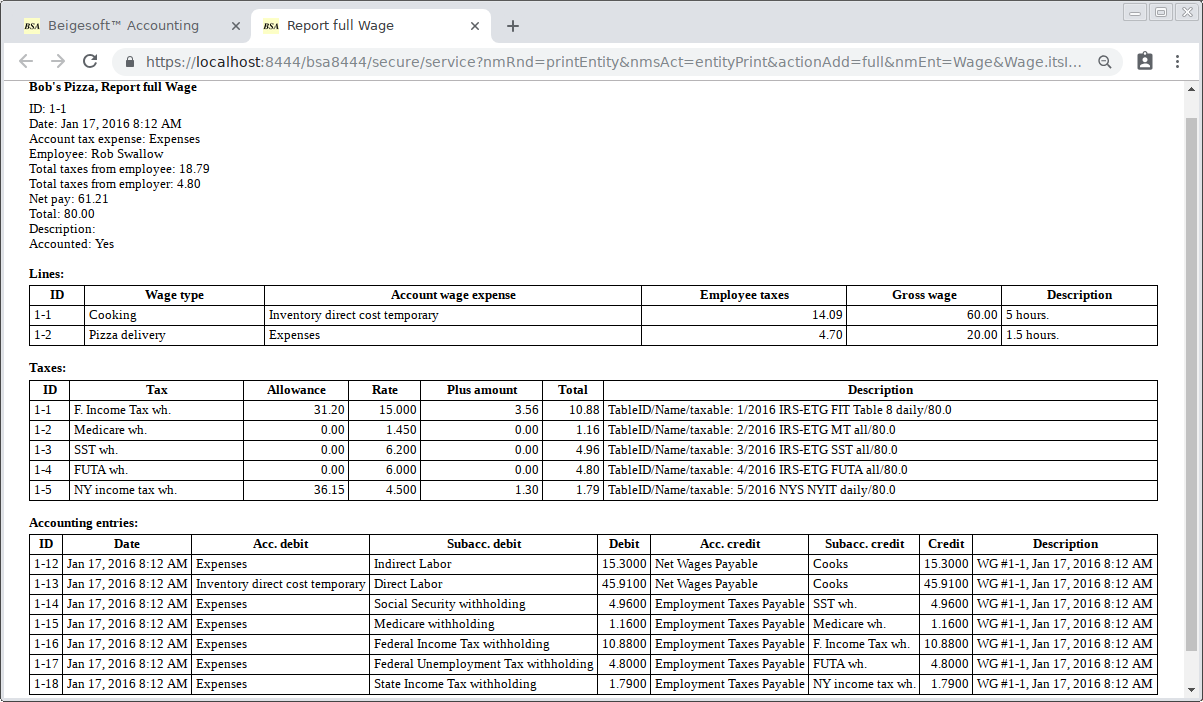 BSA Beigesoft™ Accounting
BSA Report full Wage
https://localhost:8444/bsa8444/secure/service?nmRnd=printEntity&nmsAct=entityPrint&actionAdd=full&nmEnt=Wage&Wage.itsI...
Bob's Pizza, Report full Wage
ID: 1-1
Date: Jan 17, 2016 8:12 AM
Account tax expense: Expenses
Employee: Rob Swallow
Total taxes from employee: 18.79
Total taxes from employer: 4.80
Net pay: 61.21
Total: 80.00
Description:
Accounted: Yes
Lines:
ID Wage type Account wage expense Employee taxes Gross wage Description
1-1 Cooking Inventory direct cost temporary 14.09 60.00 5 hours.
1-2 Pizza delivery Expenses 4.70 20.00 1.5 hours.
Taxes:
ID Tax Allowance Rate Plus amount Total Description
1-1 F. Income Tax wh. 31.20 15.000 3.56 10.88 TableID/Name/taxable: 1/2016 IRS-ETG FIT Table 8 daily/80.0
1-2 Medicare wh. 0.00 1.450 0.00 1.16 TableID/Name/taxable: 2/2016 IRS-ETG MT all/80.0
1-3 SST wh. 0.00 6.200 0.00 4.96 TableID/Name/taxable: 3/2016 IRS-ETG SST all/80.0
1-4 FUTA wh. 0.00 6.000 0.00 4.80 TableID/Name/taxable: 4/2016 IRS-ETG FUTA all/80.0
1-5 NY income tax wh. 36.15 4.500 1.30 1.79 TableID/Name/taxable: 5/2016 NYS NYIT daily/80.0
Accounting entries:
ID Date Acc. debit Subacc. debit Debit Acc. credit Subacc. credit Credit Description
1-12 Jan 17, 2016 8:12 AM Expenses Indirect Labor 15.3000 Net Wages Payable Cooks 15.3000 WG #1-1, Jan 17, 2016 8:12 AM
1-13 Jan 17, 2016 8:12 AM Inventory direct cost temporary Direct Labor 45.9100 Net Wages Payable Cooks 45.9100 WG #1-1, Jan 17, 2016 8:12 AM
1-14 Jan 17, 2016 8:12 AM Expenses Social Security withholding 4.9600 Employment Taxes Payable SST wh. 4.9600 WG #1-1, Jan 17, 2016 8:12 AM
1-15 Jan 17, 2016 8:12 AM Expenses Medicare withholding 1.1600 Employment Taxes Payable Medicare wh. 1.1600 WG #1-1, Jan 17, 2016 8:12 AM
1-16 Jan 17, 2016 8:12 AM Expenses Federal Income Tax withholding 10.8800 Employment Taxes Payable F. Income Tax wh. 10.8800 WG #1-1, Jan 17, 2016 8:12 AM
1-17 Jan 17, 2016 8:12 AM Expenses Federal Unemployment Tax withholding 4.8000 Employment Taxes Payable FUTA wh. 4.8000 WG #1-1, Jan 17, 2016 8:12 AM
1-18 Jan 17, 2016 8:12 AM Expenses State Income Tax withholding 1.7900 Employment Taxes Payable NY income tax wh. 1.7900 WG #1-1, Jan 17, 2016 8:12 AM